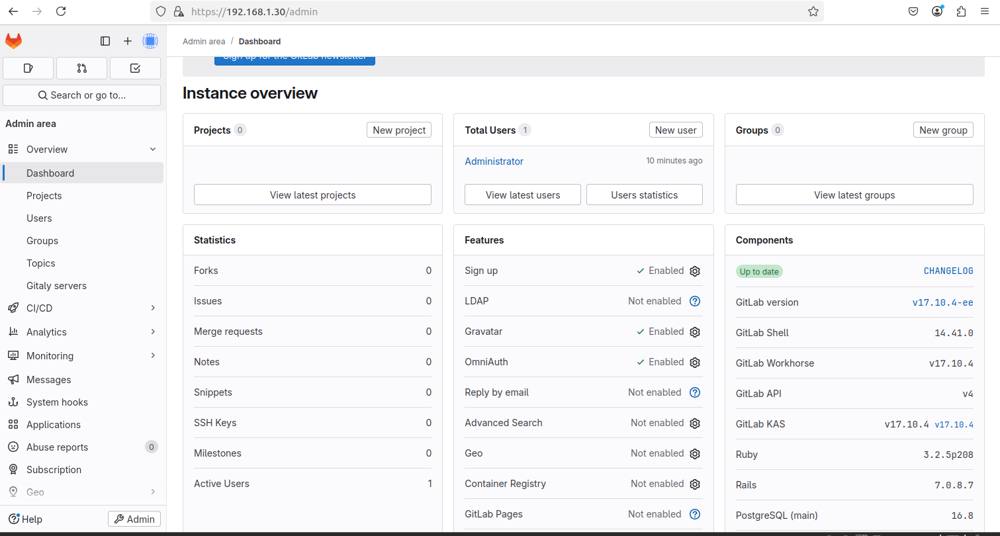 https://192.168.1.30/admin
Admin area / Dashboard
Sign up for the GitLab newsletter
Search or go to...
Admin area
Overview
Dashboard
Projects
Users
Groups
Topics
Gitaly servers
CI/CD
Analytics
Monitoring
Messages
System hooks
Applications
Abuse reports 0
Subscription
Geo
Help Admin
Instance overview
Projects 0 New project
View latest projects
Total Users 1 New user
Administrator 10 minutes ago
View latest users Users statistics
Groups 0 New group
View latest groups
Statistics
Forks 0
Issues 0
Merge requests 0
Notes 0
Snippets 0
SSH Keys 0
Milestones 0
Active Users 1
Features
Sign up Enabled
LDAP Not enabled
Gravatar Enabled
OmniAuth Enabled
Reply by email Not enabled
Advanced Search Not enabled
Geo Not enabled
Container Registry Not enabled
GitLab Pages Not enabled
Components
Up to date CHANGELOG
GitLab version v17.10.4-ee
GitLab Shell 14.41.0
GitLab Workhorse v17.10.4
GitLab API v4
GitLab KAS v17.10.4 v17.10.4
Ruby 3.2.5p208
Rails 7.0.8.7
PostgreSQL (main) 16.8